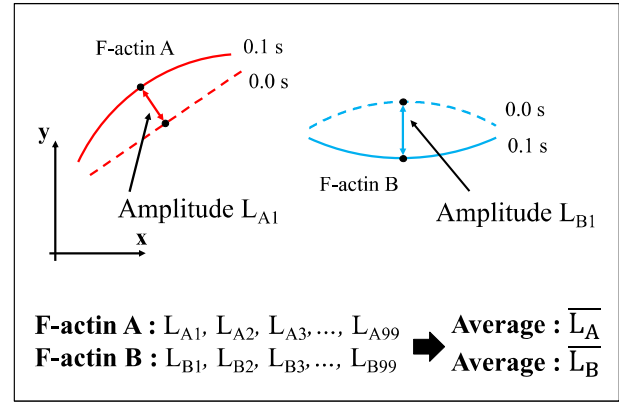 F-actin A
0.1 s
0.0 s
0.0 s
0.1 s
y
F-actin B
Amplitude L_A1
Amplitude L_B1
x
F-actin A : L_A1, L_A2, L_A3,..., L_A99
Average : L̅_A̅
F-actin B : L_B1, L_B2, L_B3,..., L_B99
Average : L̅_B̅